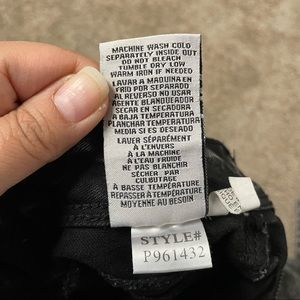 MACHINE WASH COLD
SEPARATELY INSIDE OUT
DO NOT BLEACH
TUMBLE DRY LOW
WARM IRON IF NEEDED
LAVAR A MAQUINA EN
FRIO POR SEPARADO
AL REVERSO NO USAR
AGENTE BLANQUEADOR
SECAR EN SECADORA
A BAJA TEMPERATURA
PLANCHAR TEMPERATURA
MEDIA SI ES DESEADO
LAVER SÉPARÉMENT
À L'ENVERS
À LA MACHINE
À L'EAU FROIDE
NE PAS BLANCHIR
SÉCHER PAR
CULBUTAGE
À BASSE TEMPÉRATURE
REPASSER À TEMPÉRATURE
MOYENNE AU BESOIN
STYLE#
P961432